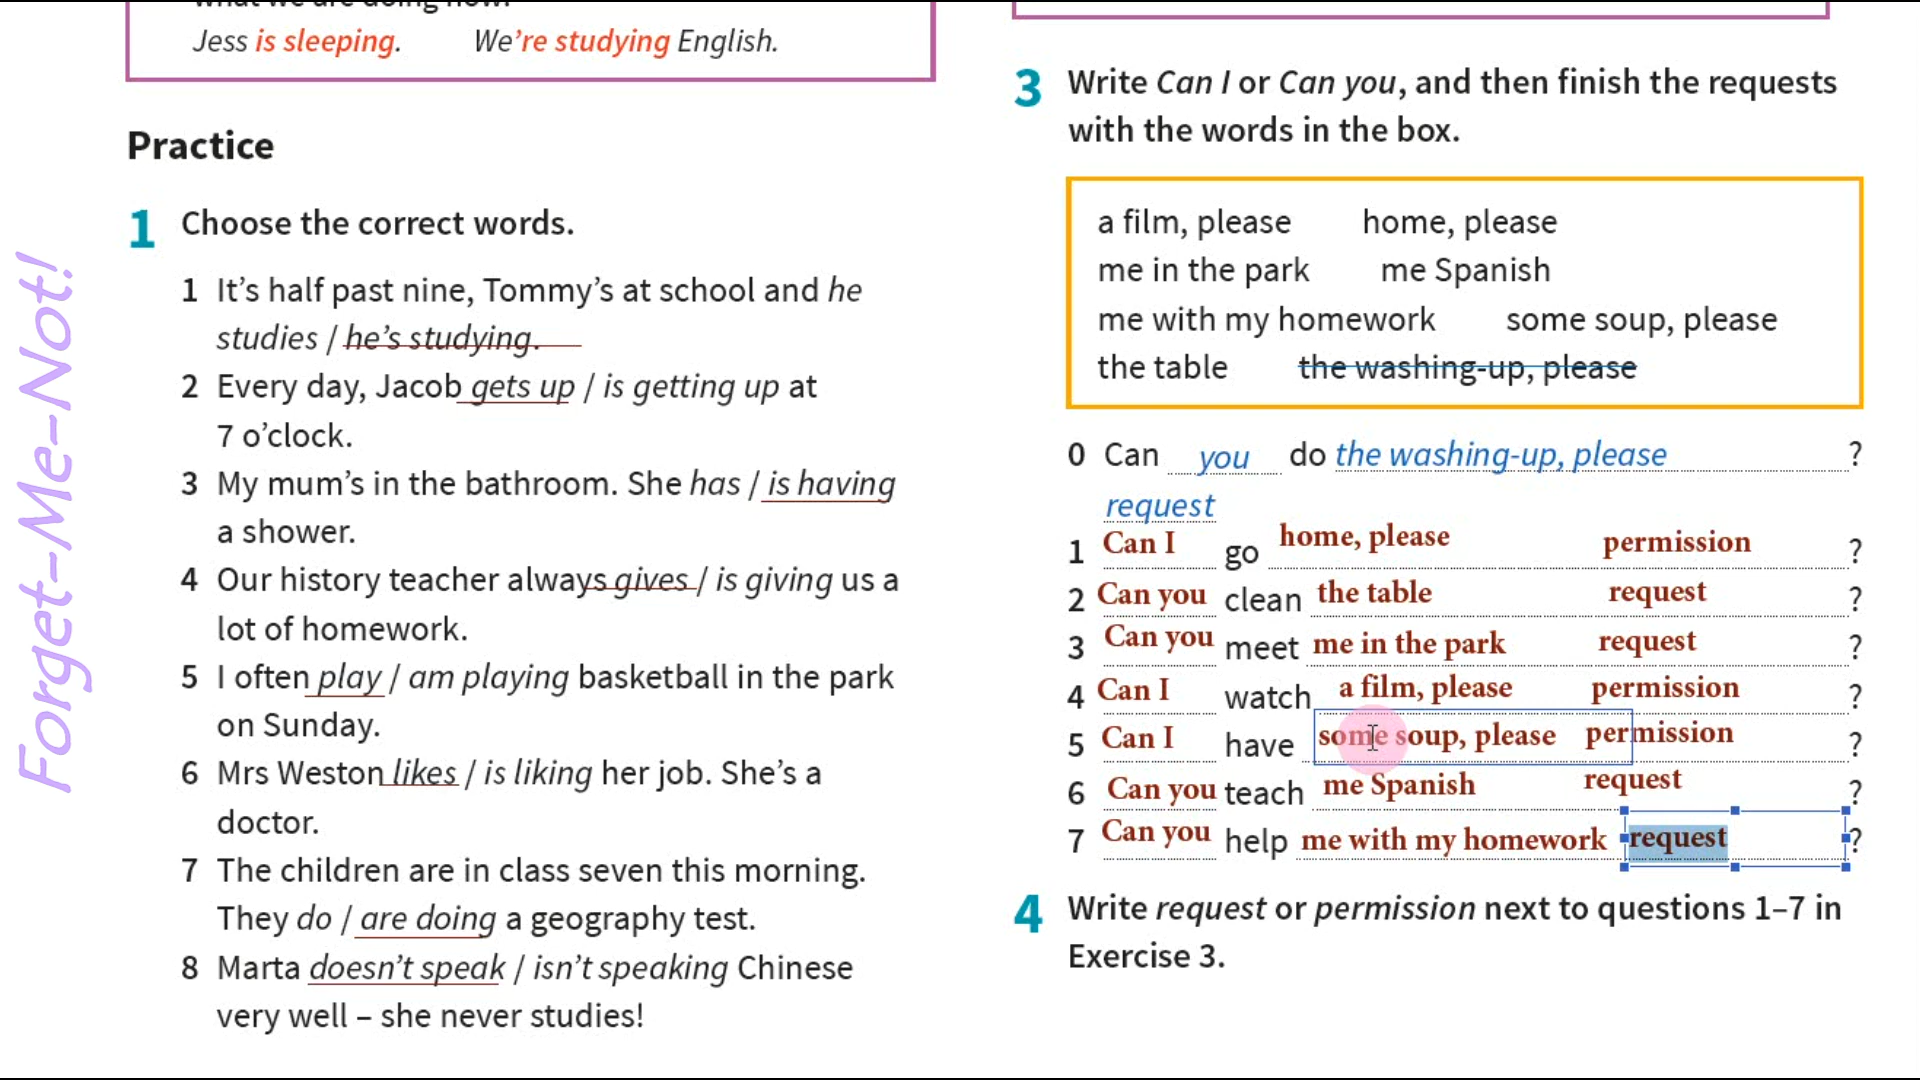 Jess is sleeping. We're studying English.
Practice
1 Choose the correct words.
1 It's half past nine, Tommy's at school and he
studies / he's studying.
2 Every day, Jacob gets up / is getting up at
7 o'clock.
3 My mum's in the bathroom. She has / is having
a shower.
4 Our history teacher always gives / is giving us a
lot of homework.
5 I often play / am playing basketball in the park
on Sunday.
6 Mrs Weston likes / is liking her job. She's a
doctor.
7 The children are in class seven this morning.
They do / are doing a geography test.
8 Marta doesn't speak / isn't speaking Chinese
very well – she never studies!
3 Write Can I or Can you, and then finish the requests
with the words in the box.
a film, please home, please
me in the park me Spanish
me with my homework some soup, please
the table the washing-up, please
0 Can you do the washing-up, please ?
request
1 Can I go home, please permission ?
2 Can you clean the table request ?
3 Can you meet me in the park request ?
4 Can I watch a film, please permission ?
5 Can I have some soup, please permission ?
6 Can you teach me Spanish request ?
7 Can you help me with my homework request ?
4 Write request or permission next to questions 1–7 in
Exercise 3.
Forget-Me-Not!